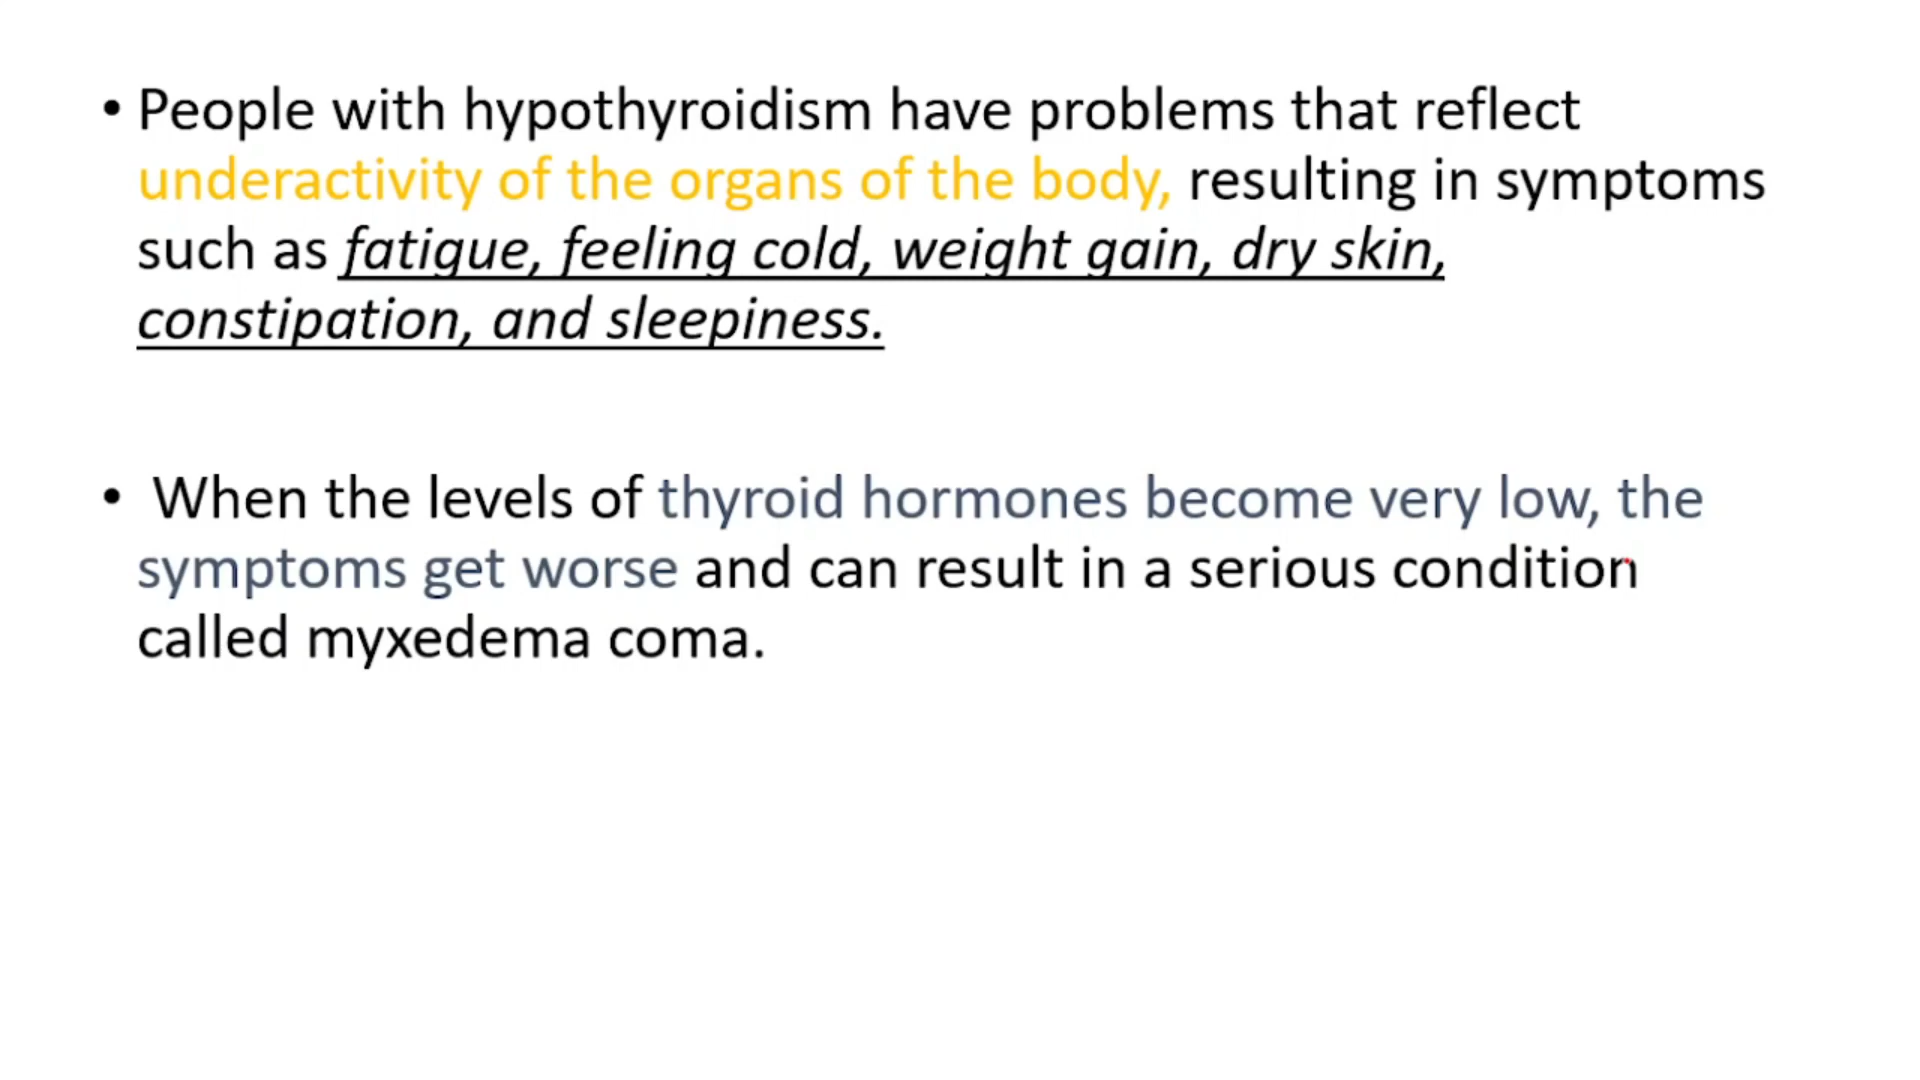 • People with hypothyroidism have problems that reflect
underactivity of the organs of the body, resulting in symptoms
such as fatigue, feeling cold, weight gain, dry skin,
constipation, and sleepiness.
• When the levels of thyroid hormones become very low, the
symptoms get worse and can result in a serious condition
called myxedema coma.